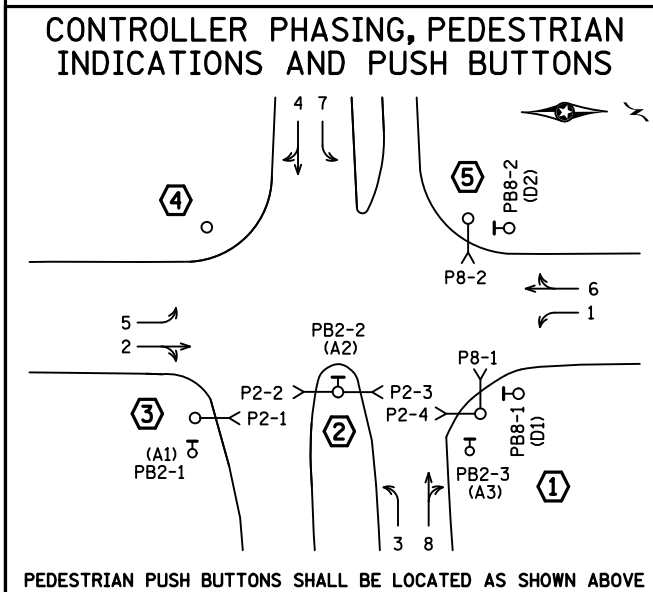 CONTROLLER PHASING, PEDESTRIAN
INDICATIONS AND PUSH BUTTONS
4 7
N
5
4
PB8-2
(D2)
P8-2
6
1
5
2
PB2-2
(A2)
P8-1
P2-2
P2-3
P2-4
3
P2-1
2
PB8-1
(D1)
(A1)
PB2-1
PB2-3
(A3)
1
3 8
PEDESTRIAN PUSH BUTTONS SHALL BE LOCATED AS SHOWN ABOVE